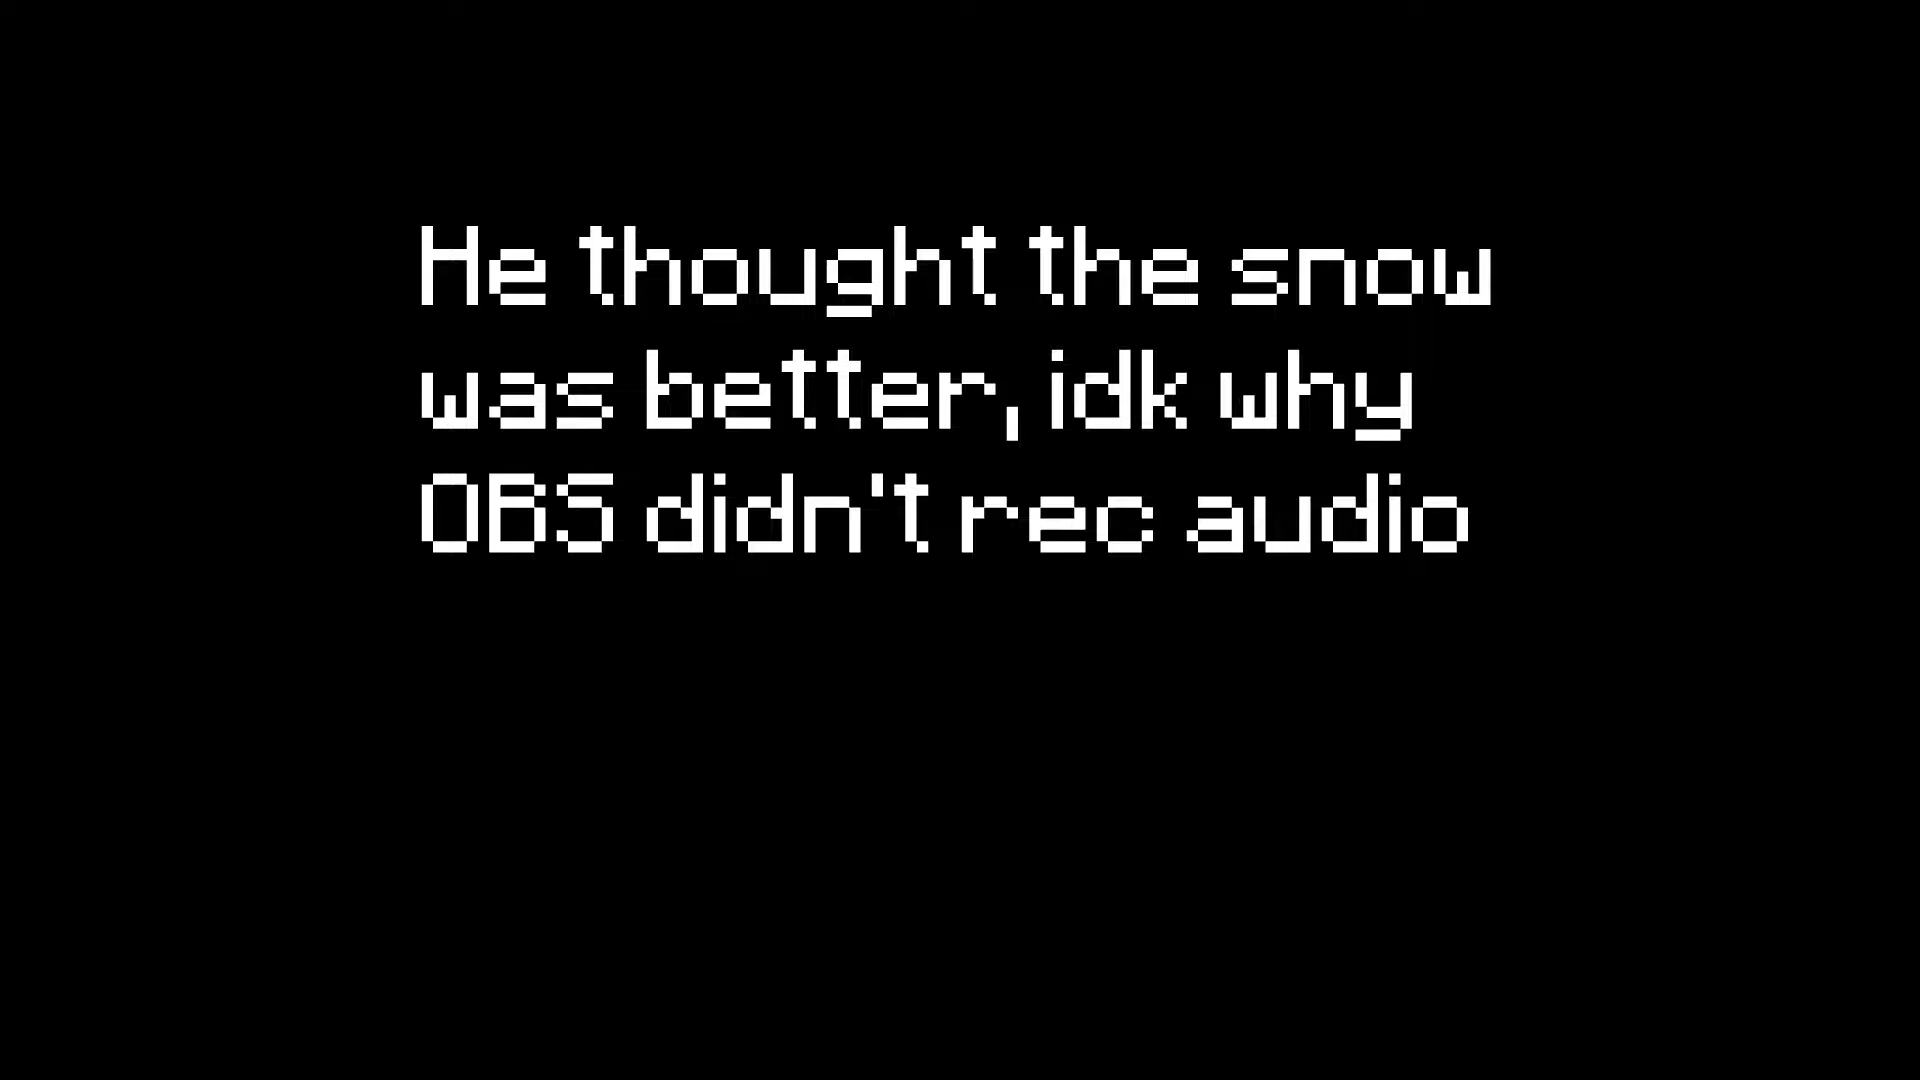 He thought the snow
was better, idk why
OBS didn't rec audio